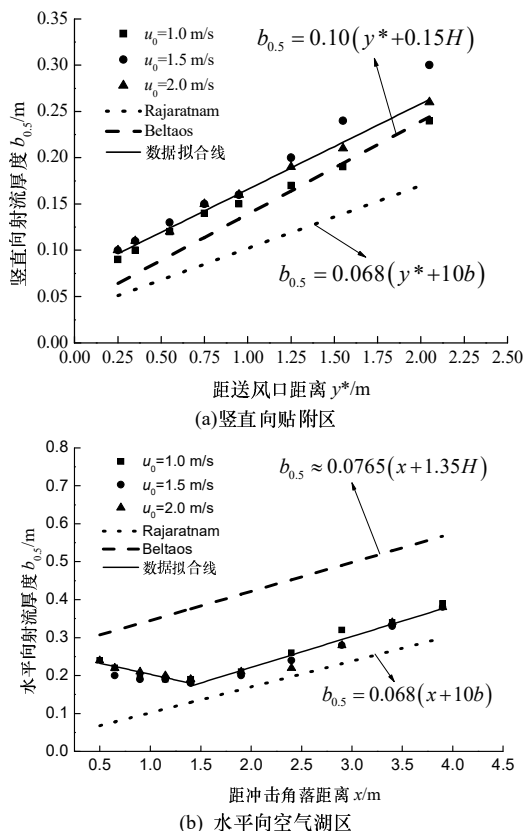 0.35
0.30
0.25
0.20
0.15
0.10
0.05
0.00
竖直向射流厚度 b0.5/m
u0=1.0 m/s
u0=1.5 m/s
u0=2.0 m/s
Rajaratnam
Beltaos
数据拟合线
b0.5 = 0.10(y*+0.15H)
b0.5 = 0.068(y*+10b)
0.00 0.25 0.50 0.75 1.00 1.25 1.50 1.75 2.00 2.25 2.50
距送风口距离 y*/m
(a)竖直向贴附区
0.8
0.7
0.6
0.5
0.4
0.3
0.2
0.1
0.0
水平向射流厚度 b0.5/m
u0=1.0 m/s
u0=1.5 m/s
u0=2.0 m/s
Rajaratnam
Beltaos
数据拟合线
b0.5 ≈ 0.0765(x+1.35H)
b0.5 = 0.068(x+10b)
0.5 1.0 1.5 2.0 2.5 3.0 3.5 4.0 4.5
距冲击角落距离 x/m
(b) 水平向空气湖区